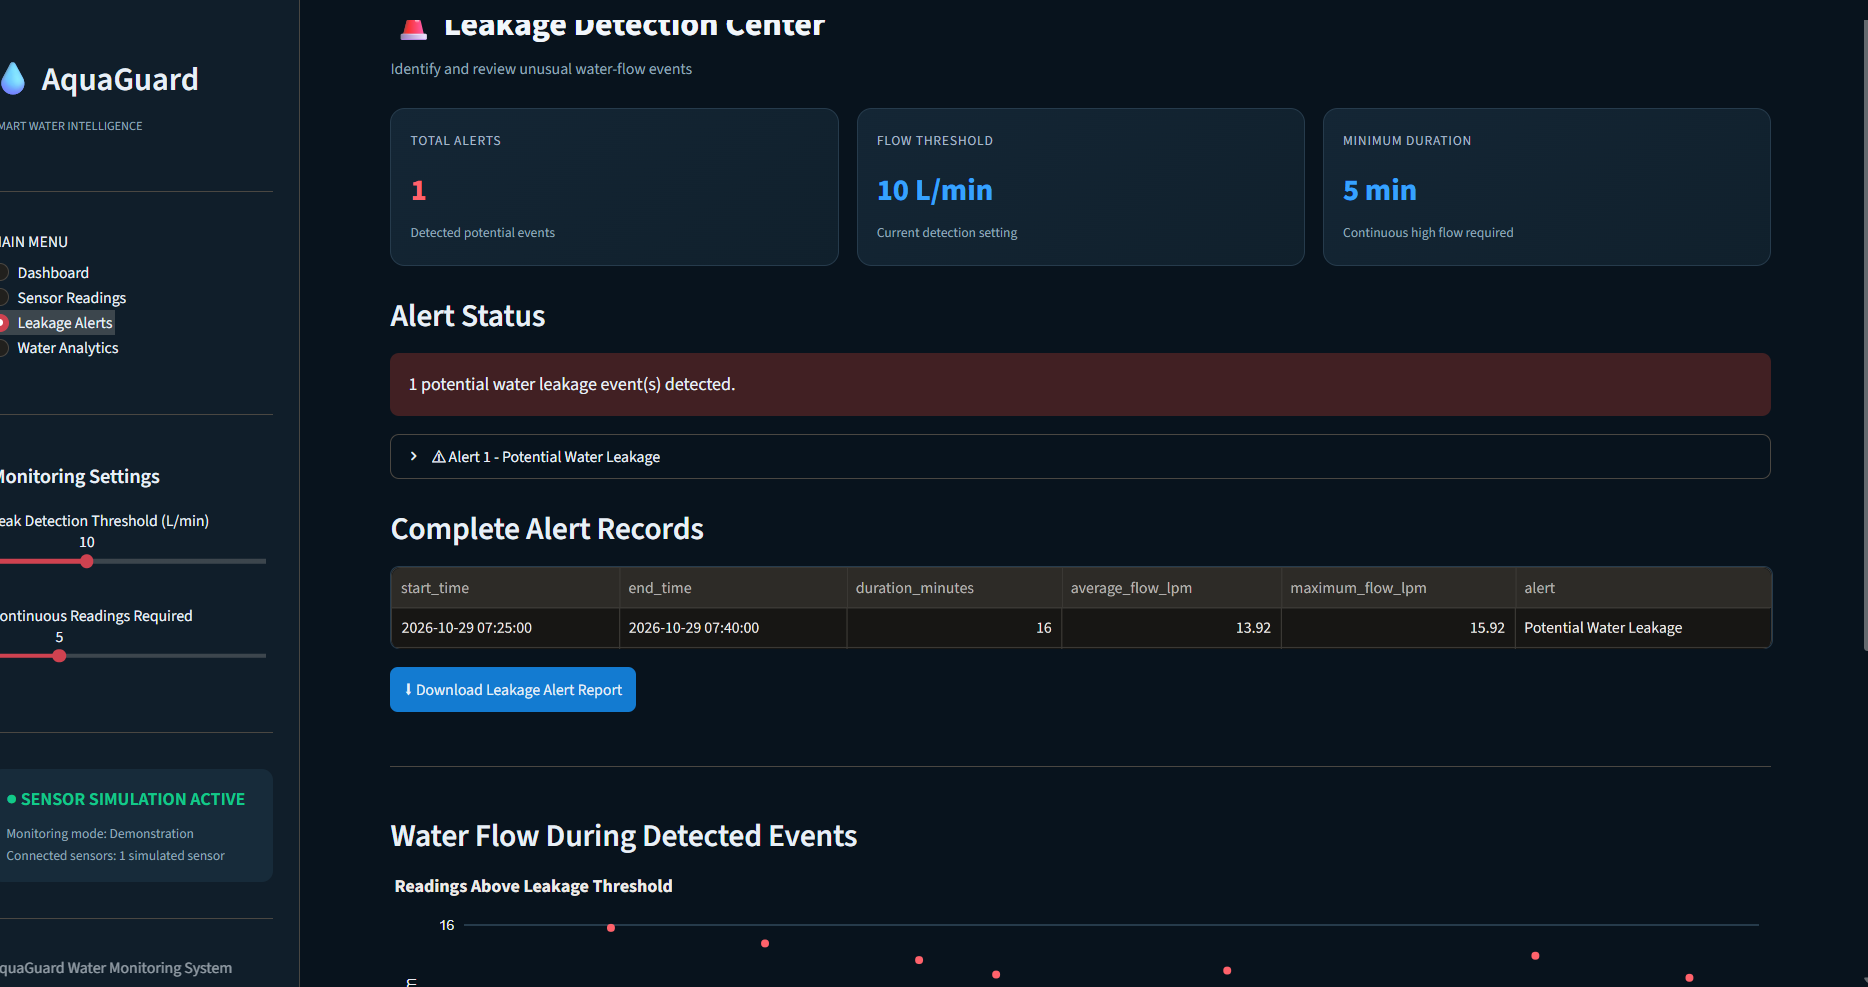 AquaGuard
MART WATER INTELLIGENCE
AIN MENU
Dashboard
Sensor Readings
Leakage Alerts
Water Analytics
Monitoring Settings
eak Detection Threshold (L/min)
10
ontinuous Readings Required
5
SENSOR SIMULATION ACTIVE
Monitoring mode: Demonstration
Connected sensors: 1 simulated sensor
quaGuard Water Monitoring System
Leakage Detection Center
Identify and review unusual water-flow events
TOTAL ALERTS
1
Detected potential events
FLOW THRESHOLD
10 L/min
Current detection setting
MINIMUM DURATION
5 min
Continuous high flow required
Alert Status
1 potential water leakage event(s) detected.
⚠ Alert 1 - Potential Water Leakage
Complete Alert Records
start_time end_time duration_minutes average_flow_lpm maximum_flow_lpm alert
2026-10-29 07:25:00 2026-10-29 07:40:00 16 13.92 15.92 Potential Water Leakage
⬇ Download Leakage Alert Report
Water Flow During Detected Events
Readings Above Leakage Threshold
16